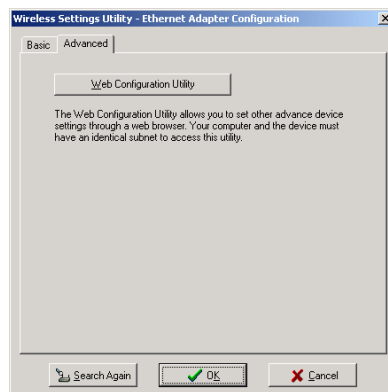 Wireless Settings Utility - Ethernet Adapter Configuration
Basic Advanced
Web Configuration Utility
The Web Configuration Utility allows you to set other advance device
settings through a web browser. Your computer and the device must
have an identical subnet to access this utility.
Search Again OK Cancel